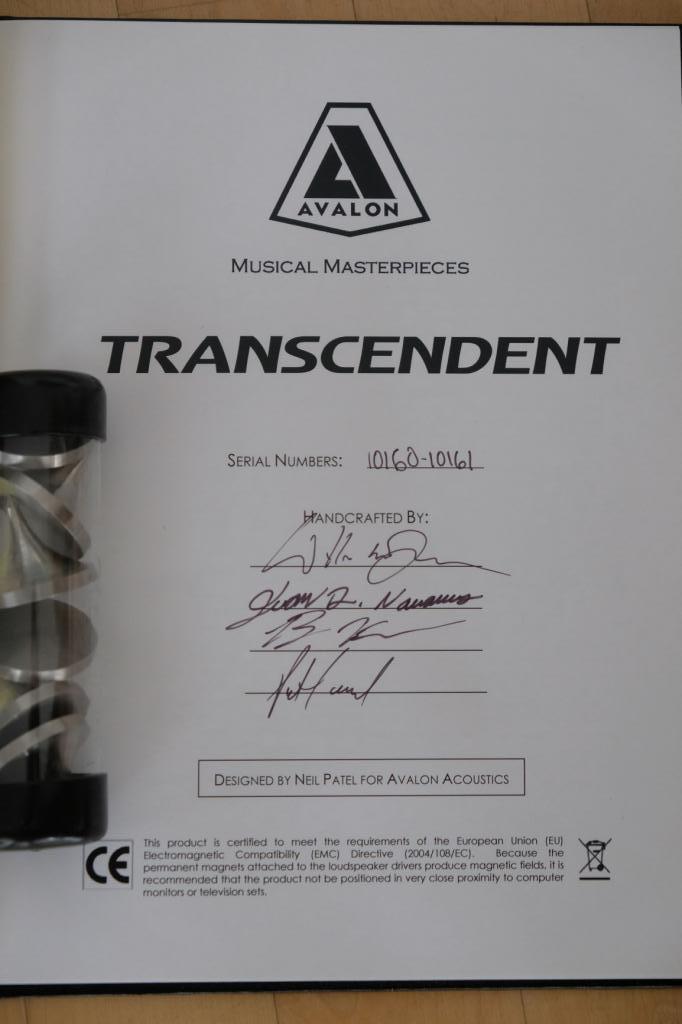 AVALON
MUSICAL MASTERPIECES
TRANSCENDENT
SERIAL NUMBERS: 10160-10161
HANDCRAFTED BY:
DESIGNED BY NEIL PATEL FOR AVALON ACOUSTICS
CE
This product is certified to meet the requirements of the European Union (EU)
Electromagnetic Compatibility (EMC) Directive (2004/108/EC). Because the
permanent magnets attached to the loudspeaker drivers produce magnetic fields, it is
recommended that the product not be positioned in very close proximity to computer
monitors or television sets.